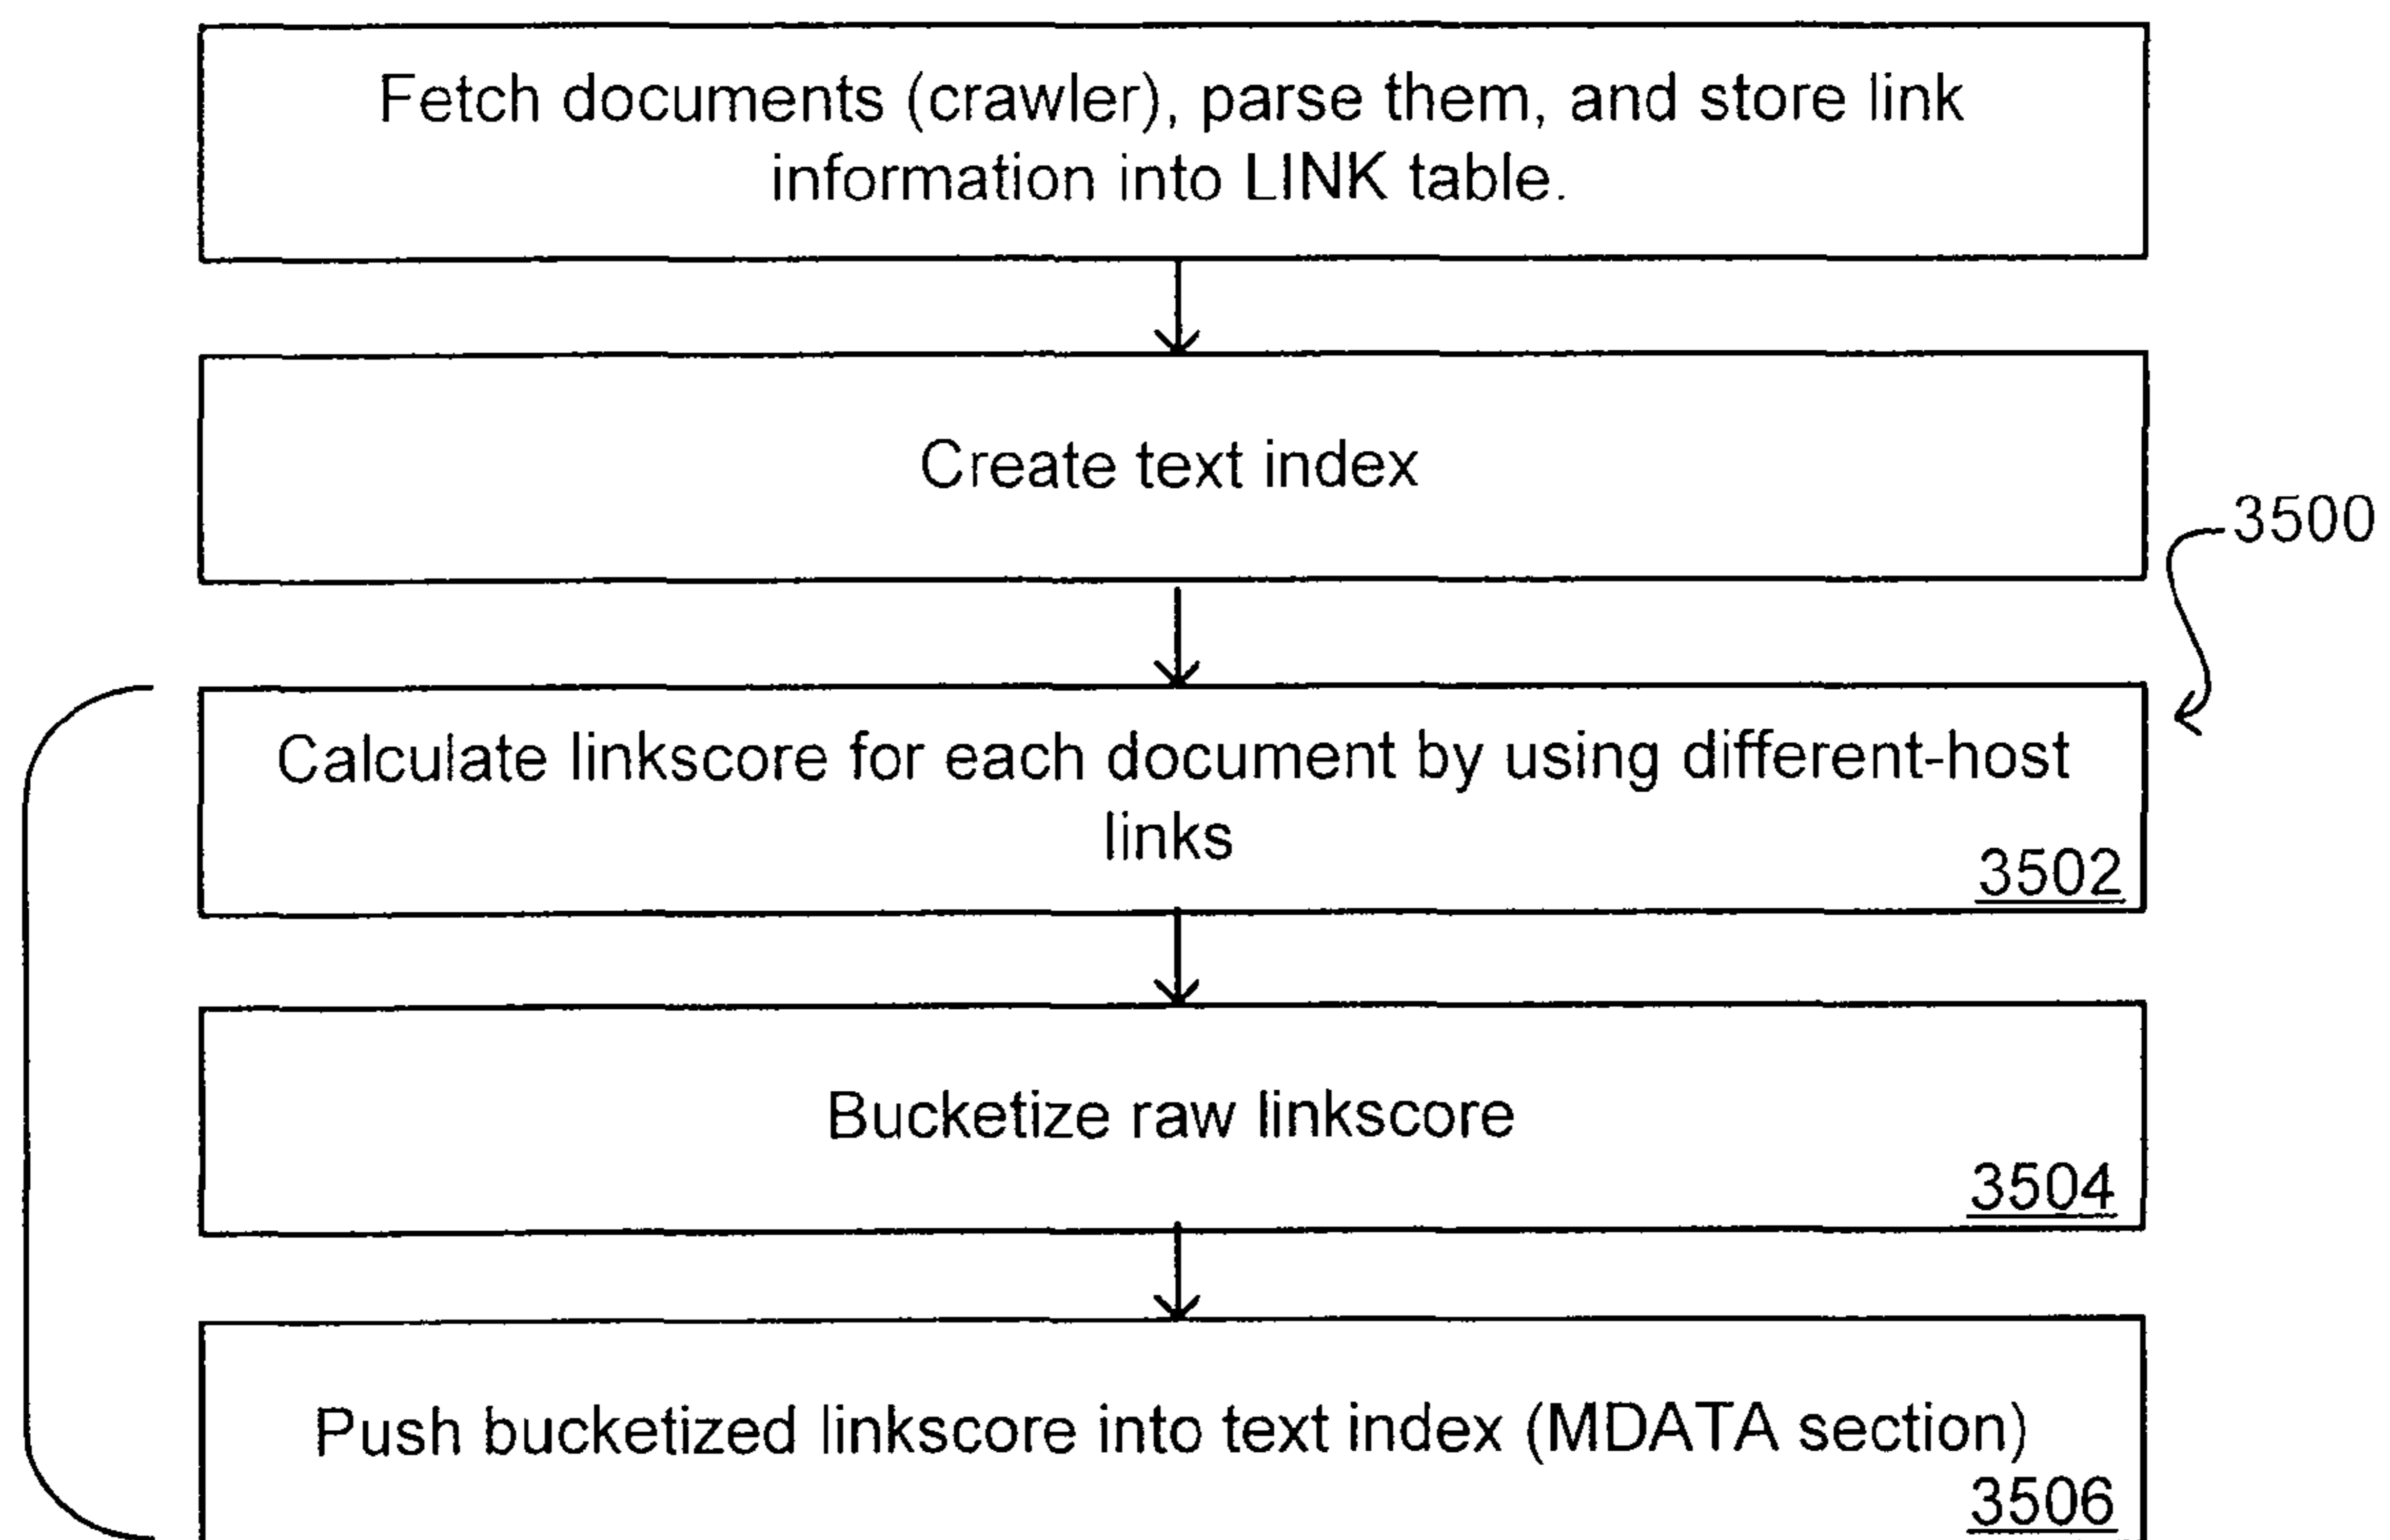 Fetch documents (crawler), parse them, and store link
information into LINK table.
Create text index
3500
Calculate linkscore for each document by using different-host
links
3502
Bucketize raw linkscore
3504
Push bucketized linkscore into text index (MDATA section)
3506